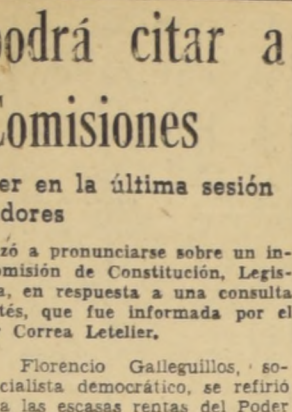 podrá citar a
Comisiones
er en la última sesión
dores
zó a pronunciarse sobre un in-
omisión de Constitución, Legis-
a, en respuesta a una consulta
tés, que fue informada por el
r Correa Letelier.
Florencio Galleguillos, so-
cialista democrático, se refirió
a las escasas rentas del Poder